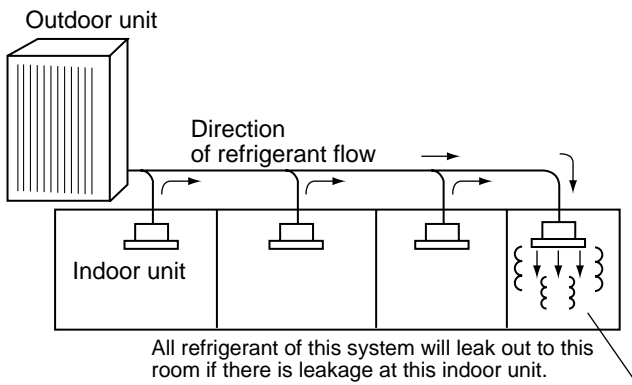 Outdoor unit
Direction
of refrigerant flow
Indoor unit
All refrigerant of this system will leak out to this
room if there is leakage at this indoor unit.